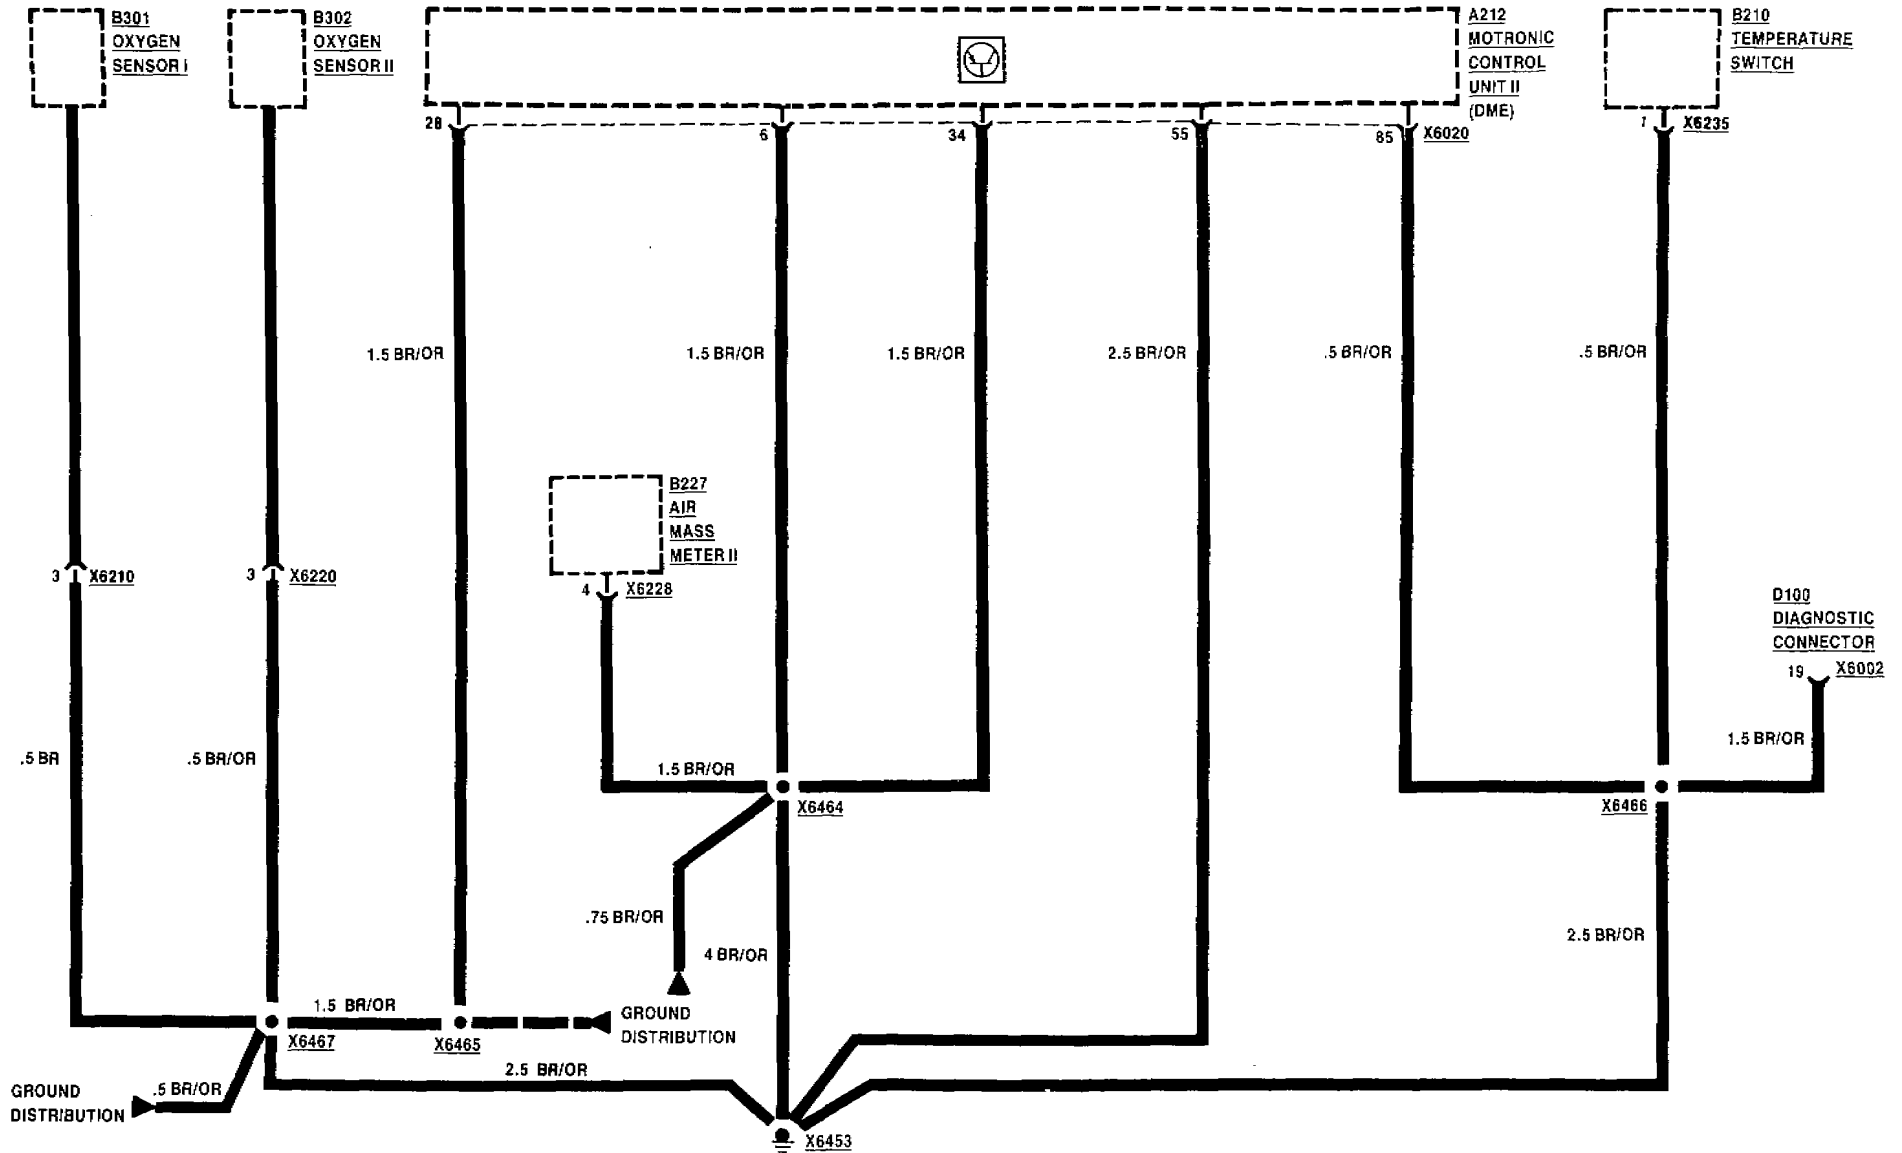 B301
OXYGEN
SENSOR I
B302
OXYGEN
SENSOR II
A212
MOTRONIC
CONTROL
UNIT II
(DME)
B210
TEMPERATURE
SWITCH
28
6
34
55
85
X6020
1
X6235
1.5 BR/OR
1.5 BR/OR
1.5 BR/OR
2.5 BR/OR
.5 BR/OR
.5 BR/OR
B227
AIR
MASS
METER II
3
X6210
3
X6220
4
X6228
D100
DIAGNOSTIC
CONNECTOR
19
X6002
.5 BR
.5 BR/OR
1.5 BR/OR
1.5 BR/OR
X6464
X6466
.75 BR/OR
4 BR/OR
2.5 BR/OR
1.5 BR/OR
GROUND
DISTRIBUTION
X6467
X6465
2.5 BR/OR
GROUND
DISTRIBUTION
.5 BR/OR
X6453